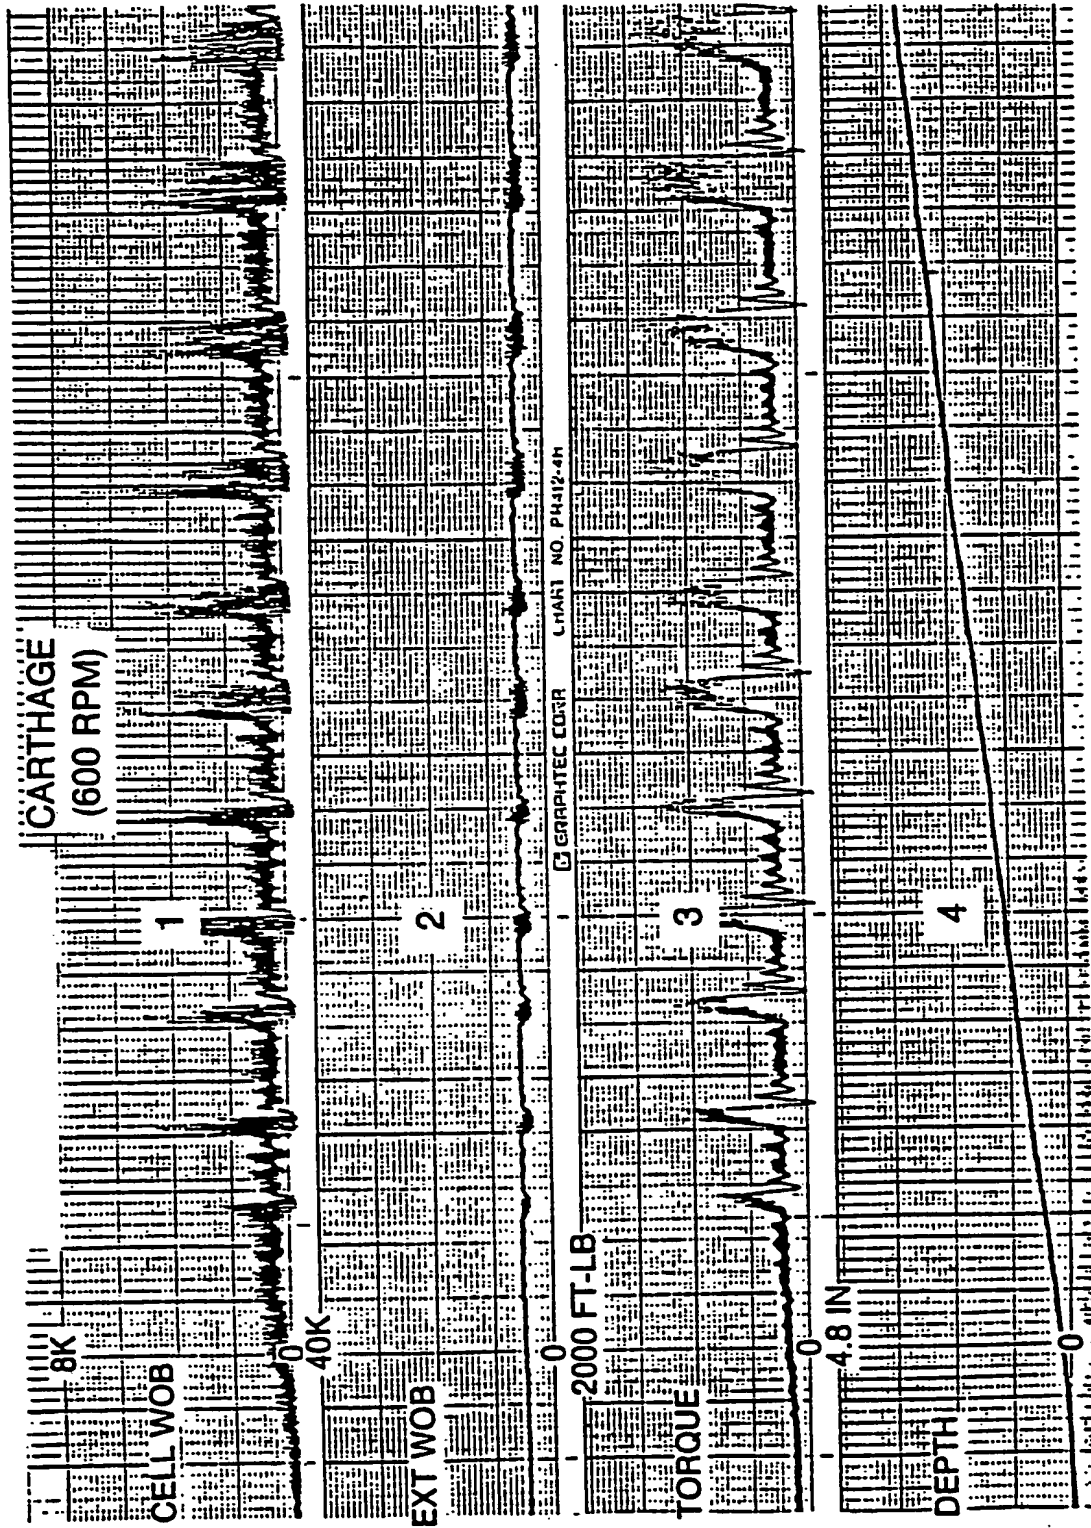 CARTHAGE
(600 RPM)
1
8K
CELL WOB
0
2
40K
EXT WOB
0
GRAPHTEC CORP
CHART NO. PH412-4H
3
2000 FT-LB
TORQUE
0
4
4.8 IN
DEPTH
0